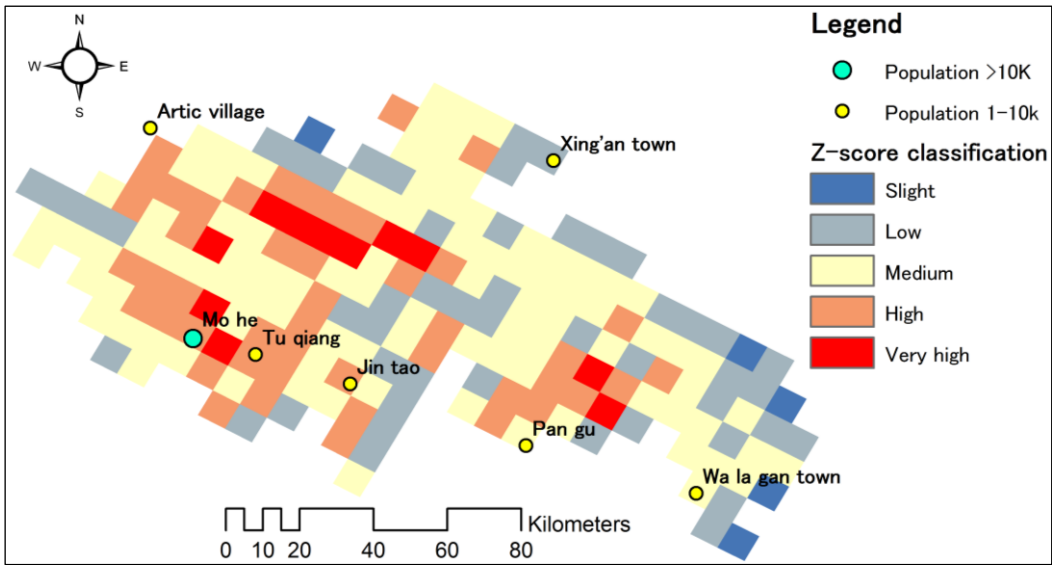 N
W
E
S
Artic village
Xing'an town
Mo he
Tu qiang
Jin tao
Pan gu
Wa la gan town
Kilometers
0 10 20 40 60 80
Legend
Population >10K
Population 1-10k
Z-score classification
Slight
Low
Medium
High
Very high